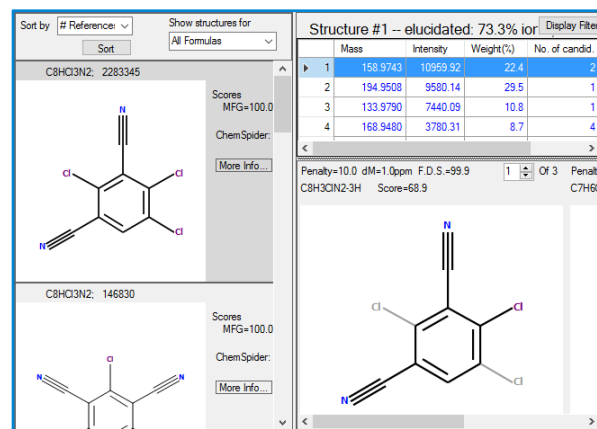 Sort by # Reference: Show structures for
Sort All Formulas
C8HCl3N2; 2283345
Scores
MFG=100.0
ChemSpider:
More Info...
N
Cl
Cl
Cl
N
C8HCl3N2; 146830
Scores
MFG=100.0
ChemSpider:
More Info...
Cl
N
N
Structure #1 -- elucidated: 73.3% ior Display Filter
Mass Intensity Weight(%) No. of candid.
1 158.9743 10959.92 22.4 2
2 194.9508 9580.14 29.5 1
3 133.9790 7440.09 10.8 1
4 168.9480 3780.31 8.7 4
Penalty=10.0 dM=1.0ppm F.D.S.=99.9 1 Of 3 Penalt
C8H3ClN2-3H Score=68.9 C7H6
N
Cl
Cl
Cl
N